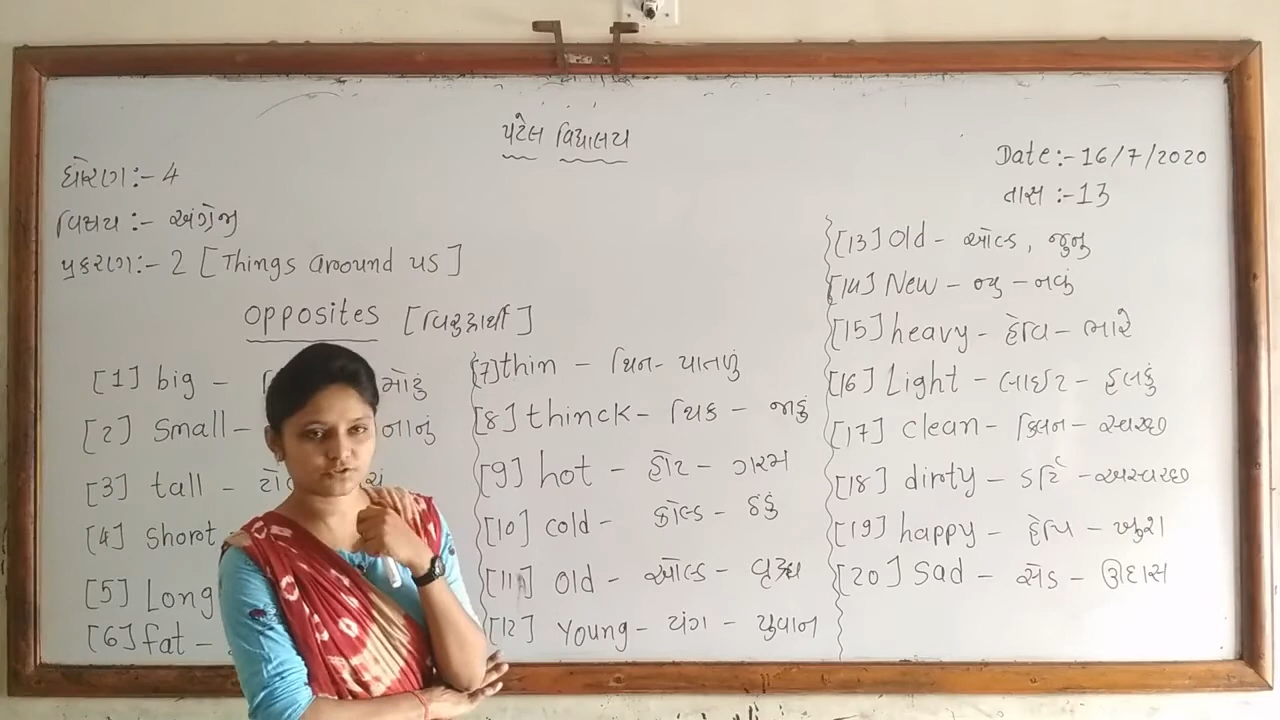 પટેલ વિદ્યાલય
Date:- 16/7/2020
તાસ :- 13
ધોરણ:- 4
વિષય :- અંગ્રેજી
પ્રકરણ:- 2 [Things around us]
opposites [વિરુદ્ધાર્થી]
[1] big - મોટું
[2] small - નાનું
[3] tall -
[4] short
[5] Long
[6] fat -
[7] thin - થિન - પાતળું
[8] thinck - થિક - જાડું
[9] hot - હોટ - ગરમ
[10] cold - કોલ્ડ - ઠંડું
[11] old - ઓલ્ડ - વૃદ્ધ
[12] Young - યંગ - યુવાન
[13] old - ઓલ્ડ, જુનુ
[14] New - ન્યુ - નવું
[15] heavy - હેવિ - ભારે
[16] Light - લાઈટ - હલકું
[17] clean - ક્લિન - સ્વચ્છ
[18] dirty - ડર્ટિ - અસ્વચ્છ
[19] happy - હેપિ - ખુશ
[20] sad - સેડ - ઊદાસ